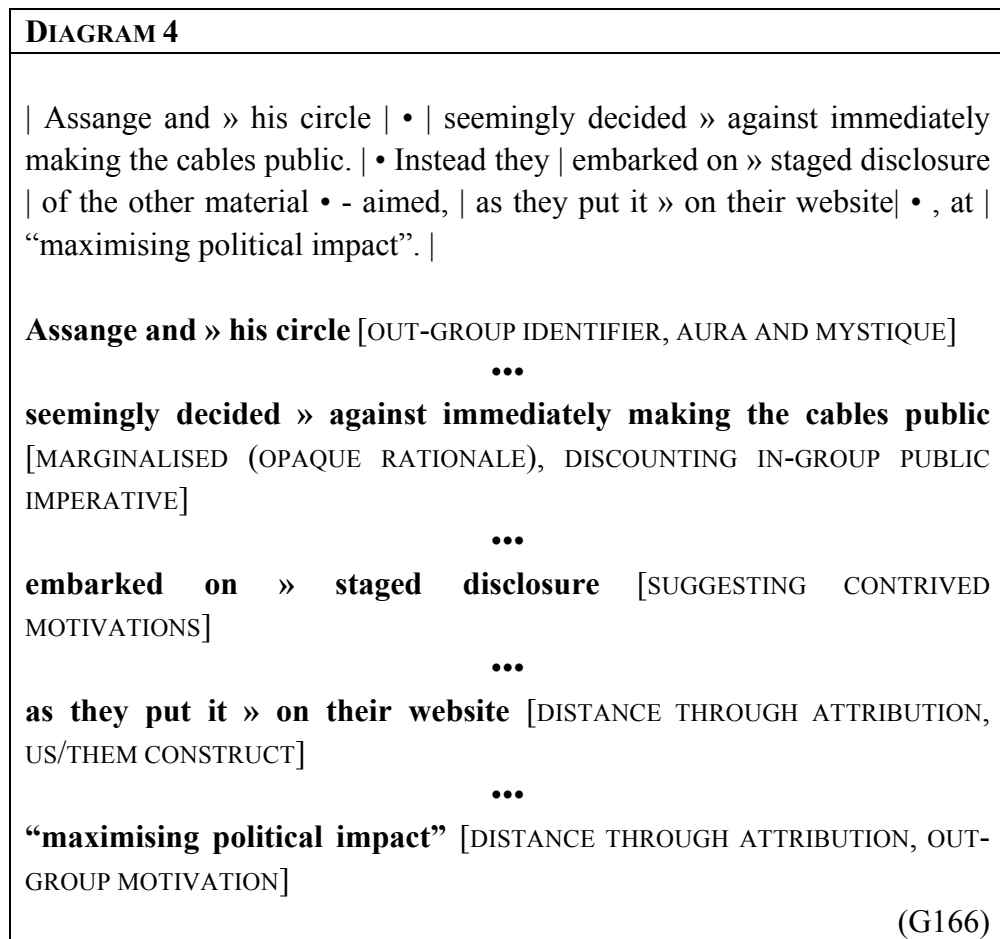 DIAGRAM 4
| Assange and » his circle | • | seemingly decided » against immediately
making the cables public. | • Instead they | embarked on » staged disclosure
| of the other material • - aimed, | as they put it » on their website| • , at |
“maximising political impact”. |
Assange and » his circle [OUT-GROUP IDENTIFIER, AURA AND MYSTIQUE]
•••
seemingly decided » against immediately making the cables public
[MARGINALISED (OPAQUE RATIONALE), DISCOUNTING IN-GROUP PUBLIC
IMPERATIVE]
•••
embarked on » staged disclosure [SUGGESTING CONTRIVED
MOTIVATIONS]
•••
as they put it » on their website [DISTANCE THROUGH ATTRIBUTION,
US/THEM CONSTRUCT]
•••
“maximising political impact” [DISTANCE THROUGH ATTRIBUTION, OUT-
GROUP MOTIVATION]
(G166)